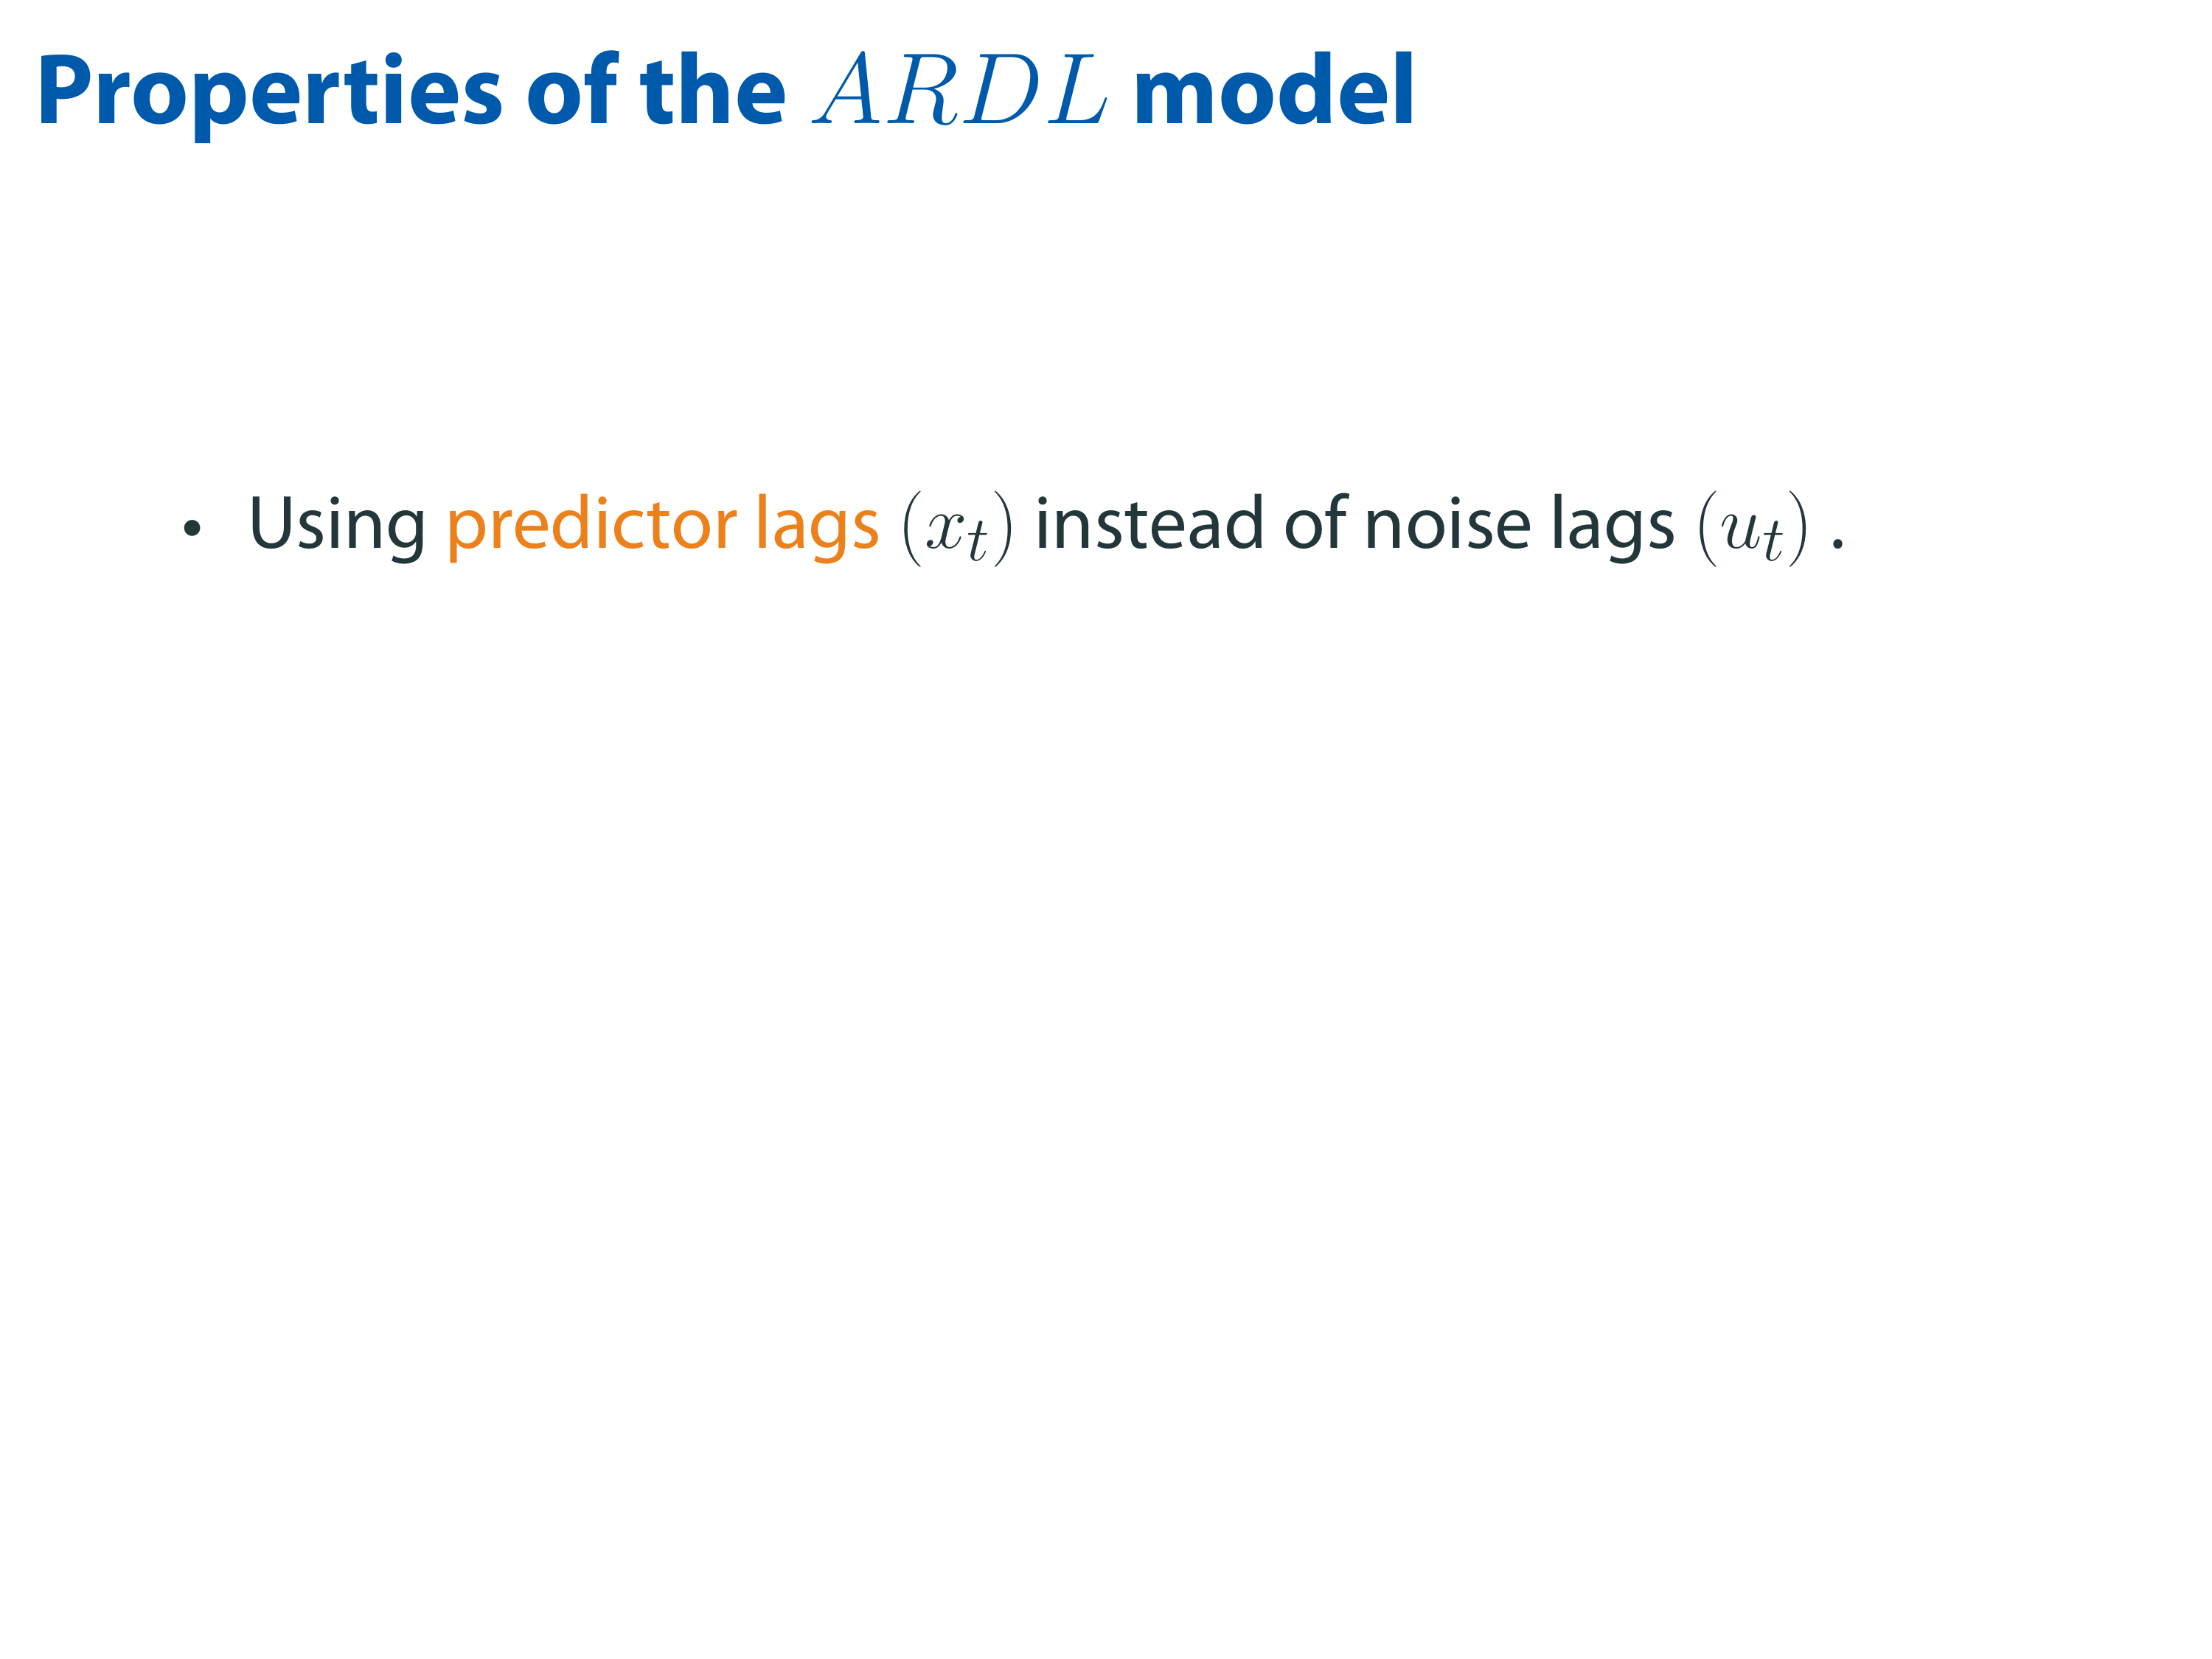 Properties of the ARDL model
• Using predictor lags (x_t) instead of noise lags (u_t) .